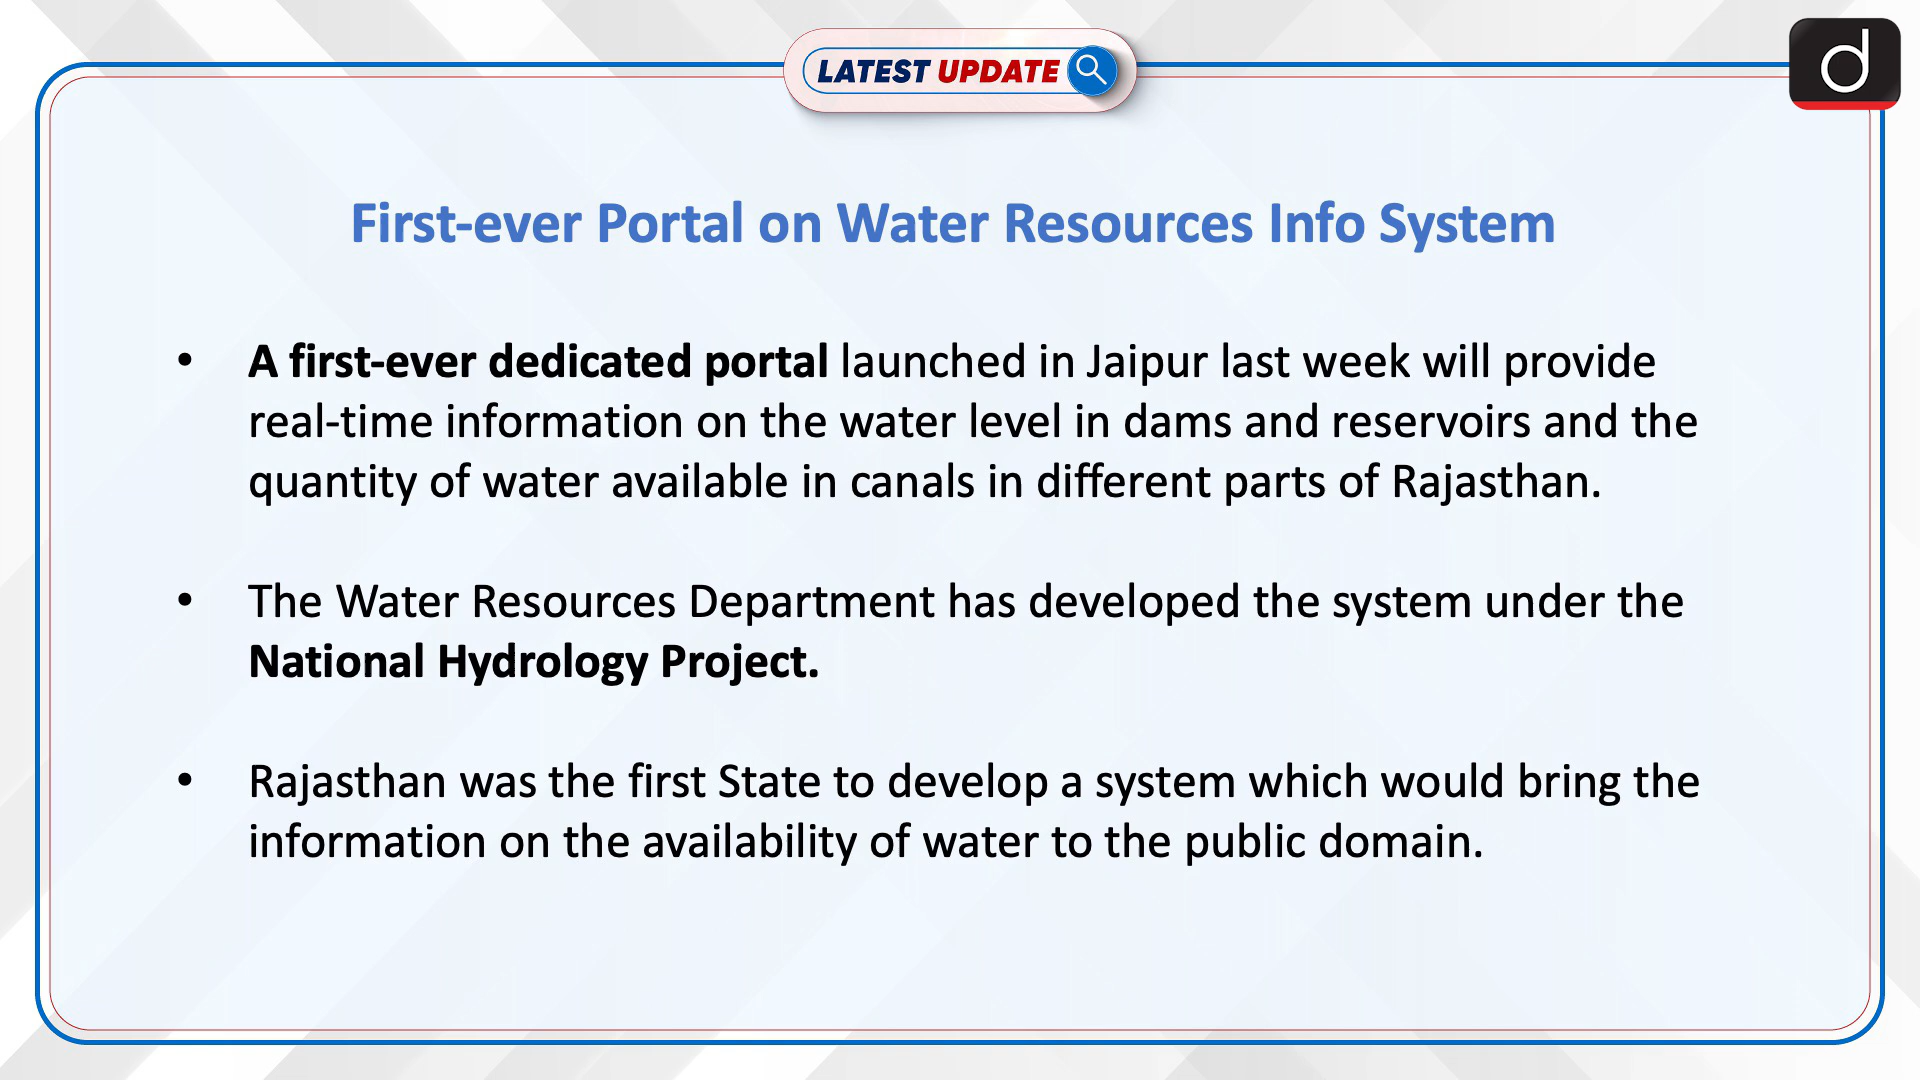 LATEST UPDATE
d
First-ever Portal on Water Resources Info System
• A first-ever dedicated portal launched in Jaipur last week will provide
real-time information on the water level in dams and reservoirs and the
quantity of water available in canals in different parts of Rajasthan.
• The Water Resources Department has developed the system under the
National Hydrology Project.
• Rajasthan was the first State to develop a system which would bring the
information on the availability of water to the public domain.